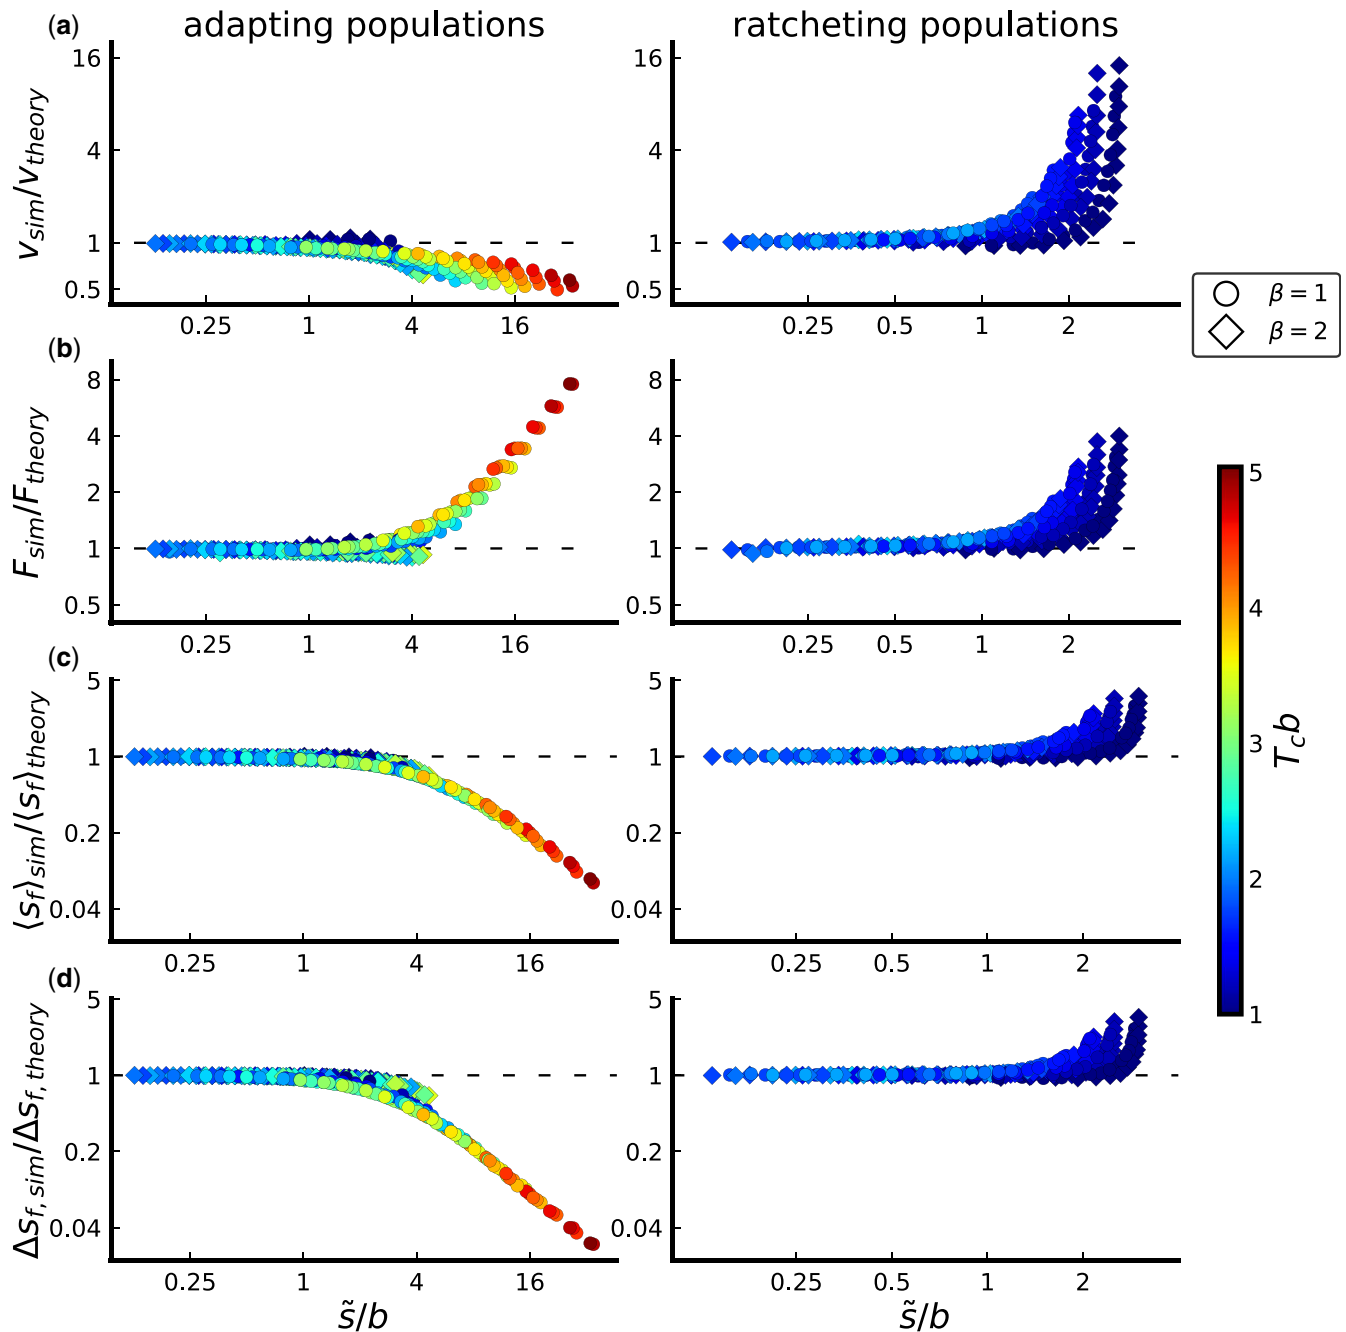 (a) adapting populations ratcheting populations
v_sim/v_theory
16
4
1
0.5
0.25 1 4 16
16
4
1
0.5
0.25 0.5 1 2
β = 1
β = 2
(b)
F_sim/F_theory
8
4
2
1
0.5
0.25 1 4 16
8
4
2
1
0.5
0.25 0.5 1 2
(c)
⟨s_f⟩_sim/⟨s_f⟩_theory
5
1
0.2
0.04
0.25 1 4 16
5
1
0.2
0.04
0.25 0.5 1 2
(d)
Δs_f, sim/Δs_f, theory
5
1
0.2
0.04
0.25 1 4 16
s̃/b
5
1
0.2
0.04
0.25 0.5 1 2
s̃/b
5
4
3
2
1
T_c b